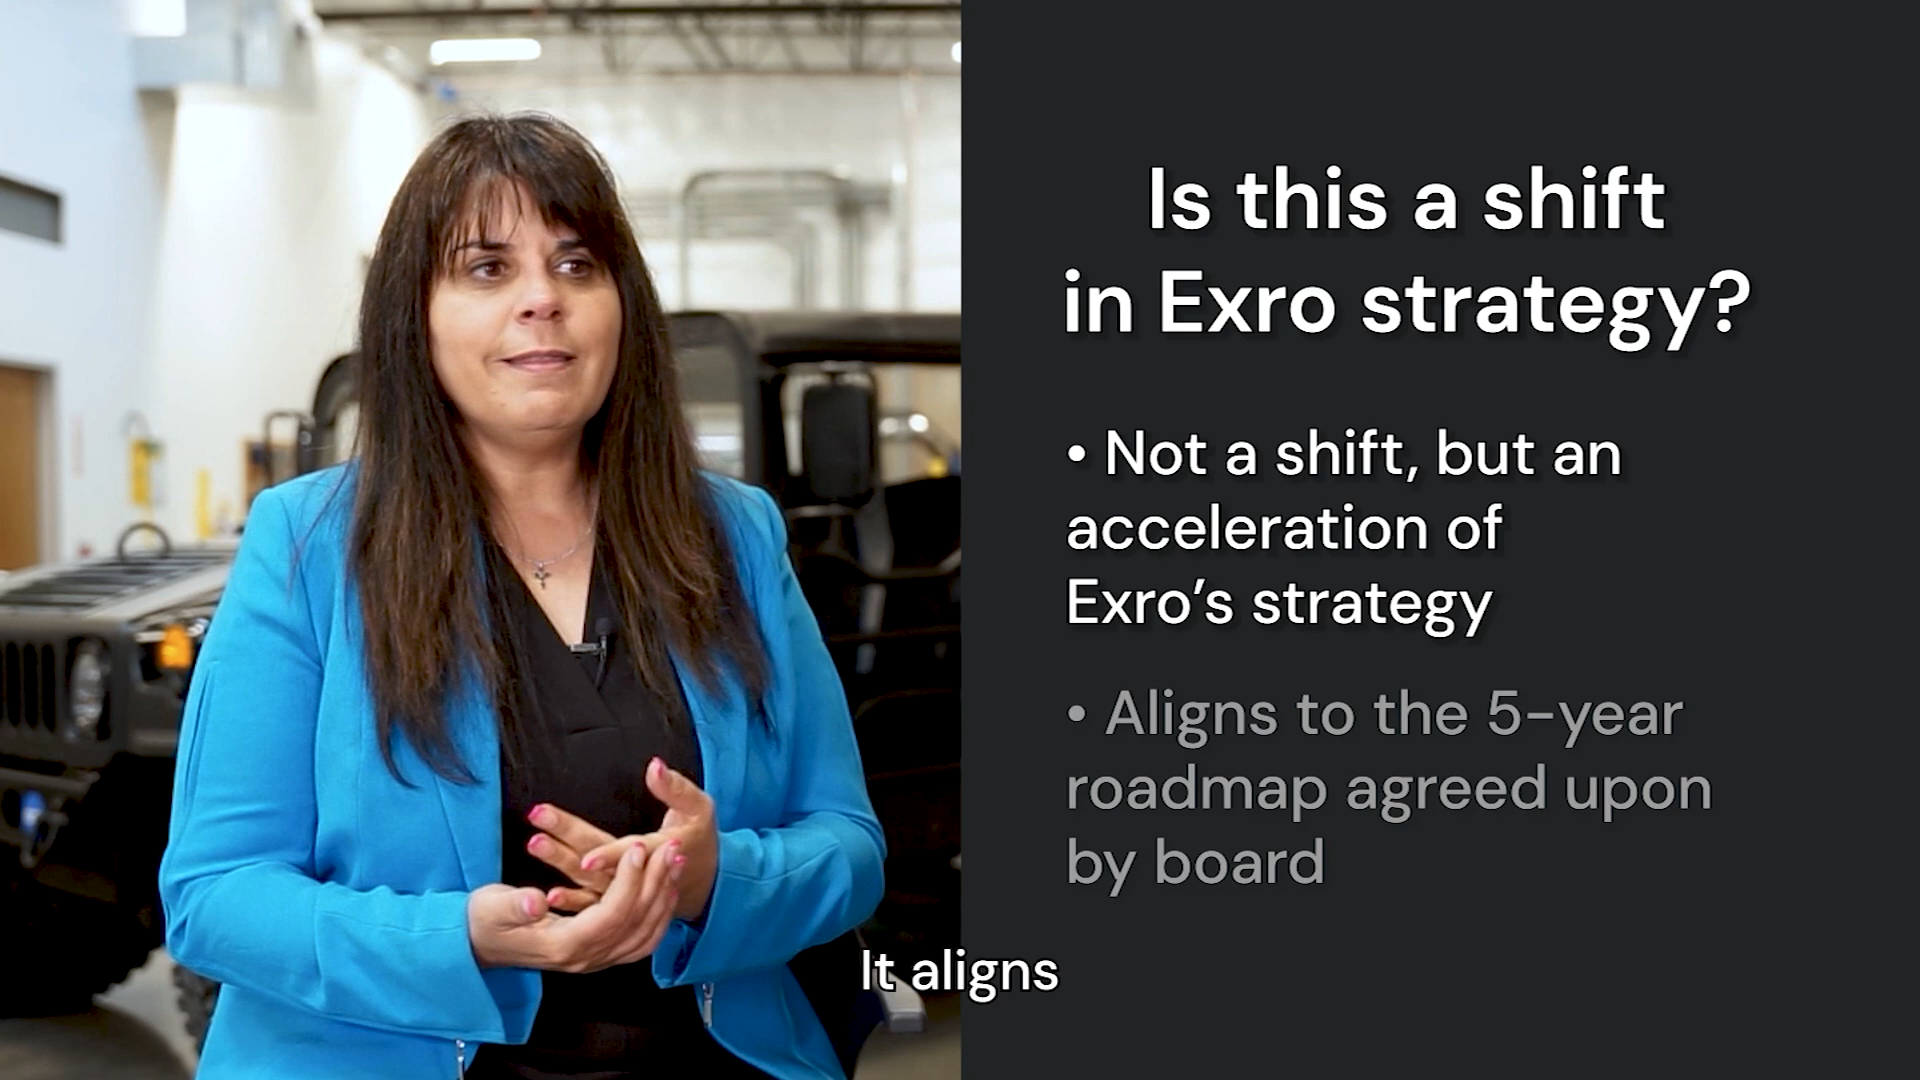 Is this a shift
in Exro strategy?
• Not a shift, but an
acceleration of
Exro’s strategy
• Aligns to the 5-year
roadmap agreed upon
by board
It aligns